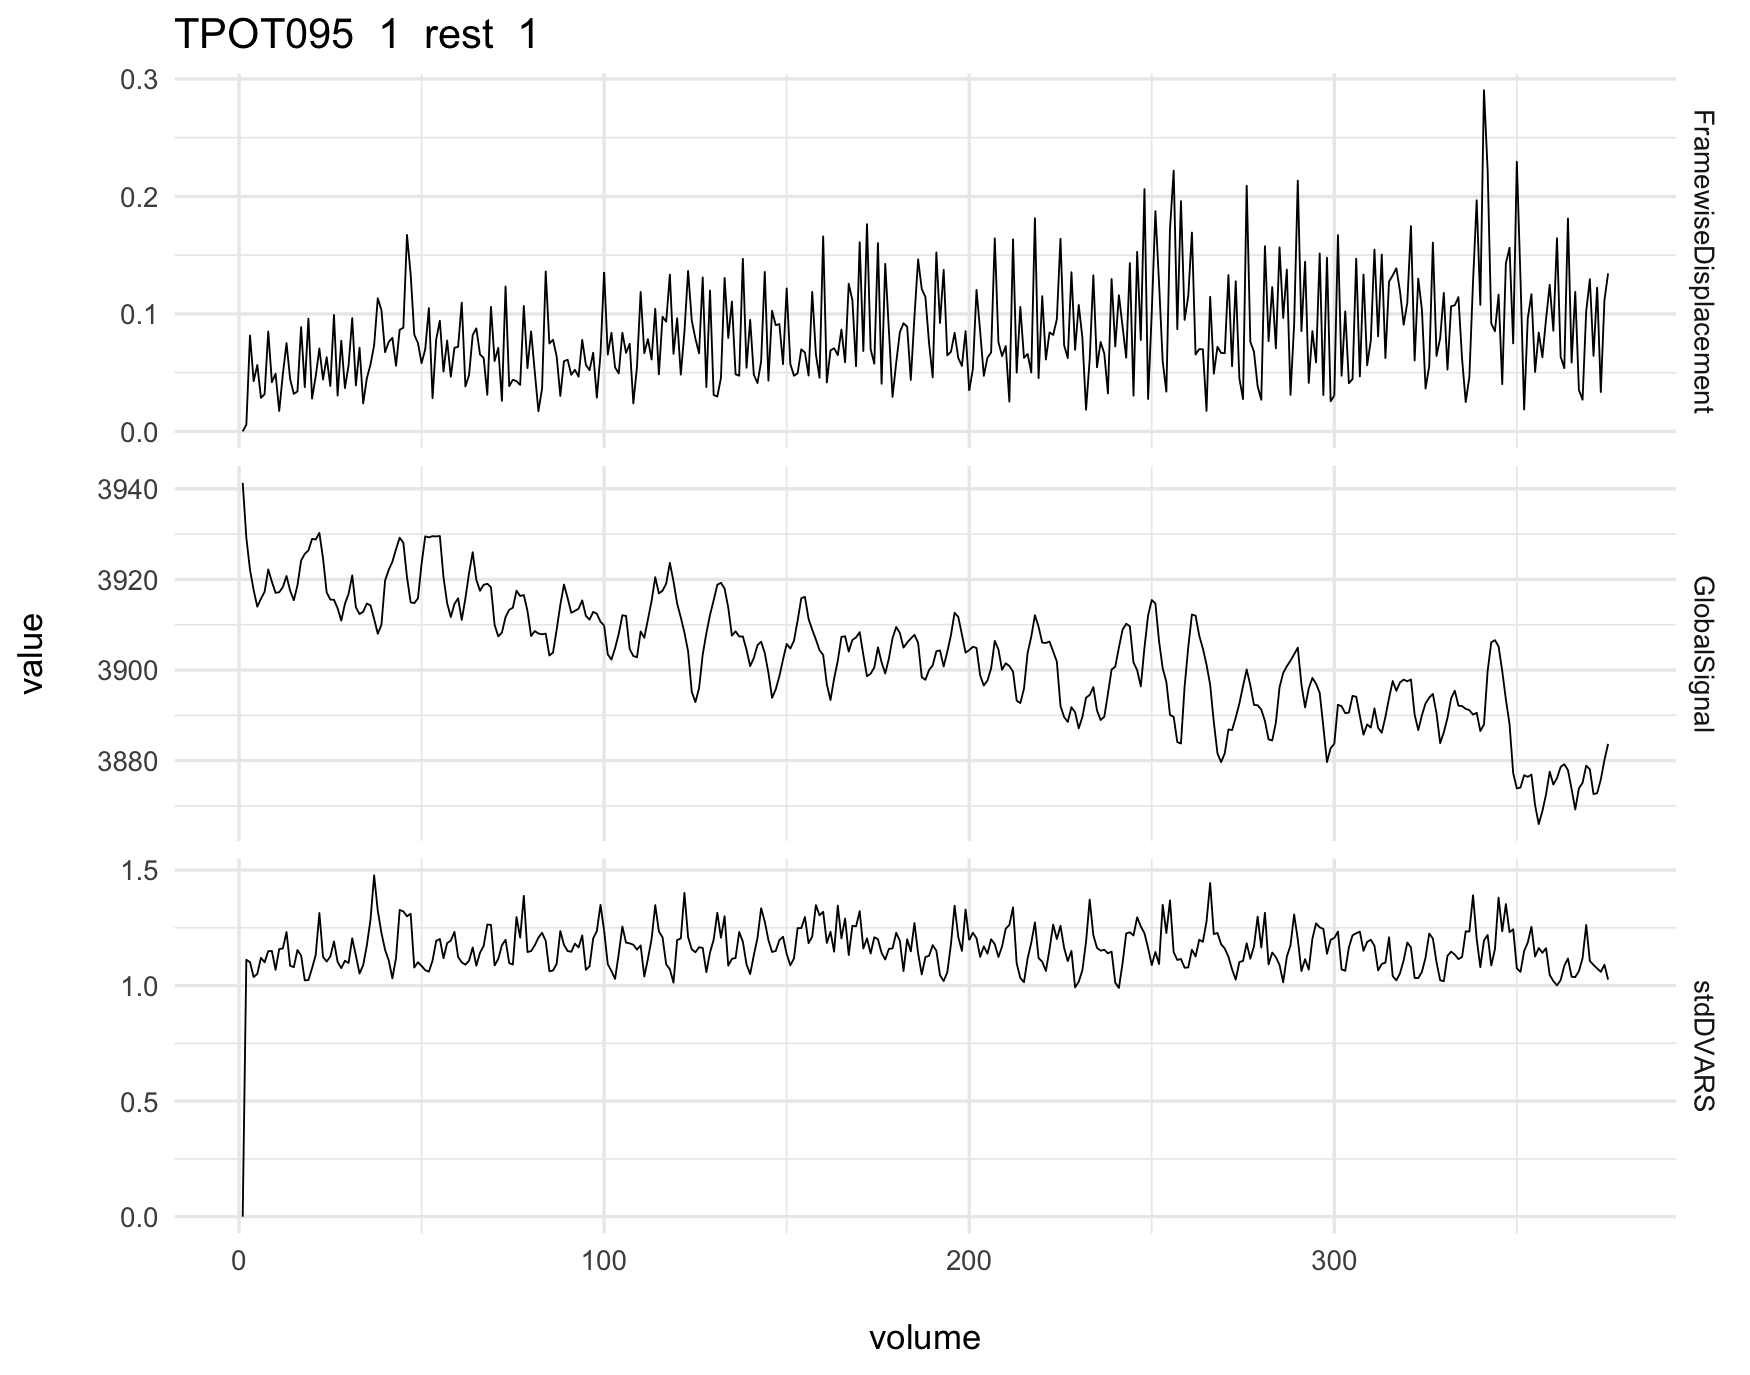 TPOT095 1 rest 1
0.3
0.2
0.1
0.0
FramewiseDisplacement
3940
3920
3900
3880
GlobalSignal
1.5
1.0
0.5
0.0
stdDVARS
value
0 100 200 300
volume